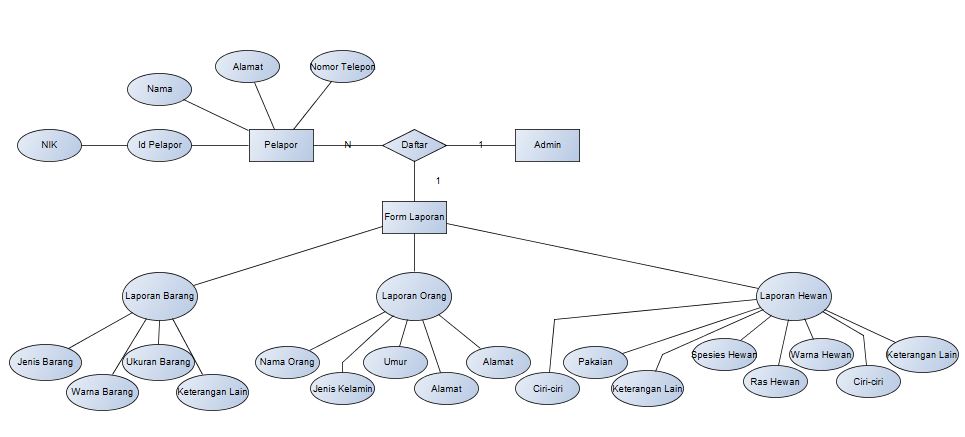 Alamat
Nomor Telepon
Nama
NIK
Id Pelapor
Pelapor
N
Daftar
1
Admin
1
Form Laporan
Laporan Barang
Laporan Orang
Laporan Hewan
Jenis Barang
Ukuran Barang
Nama Orang
Umur
Alamat
Pakaian
Spesies Hewan
Warna Hewan
Keterangan Lain
Warna Barang
Keterangan Lain
Jenis Kelamin
Alamat
Ciri-ciri
Keterangan Lain
Ras Hewan
Ciri-ciri